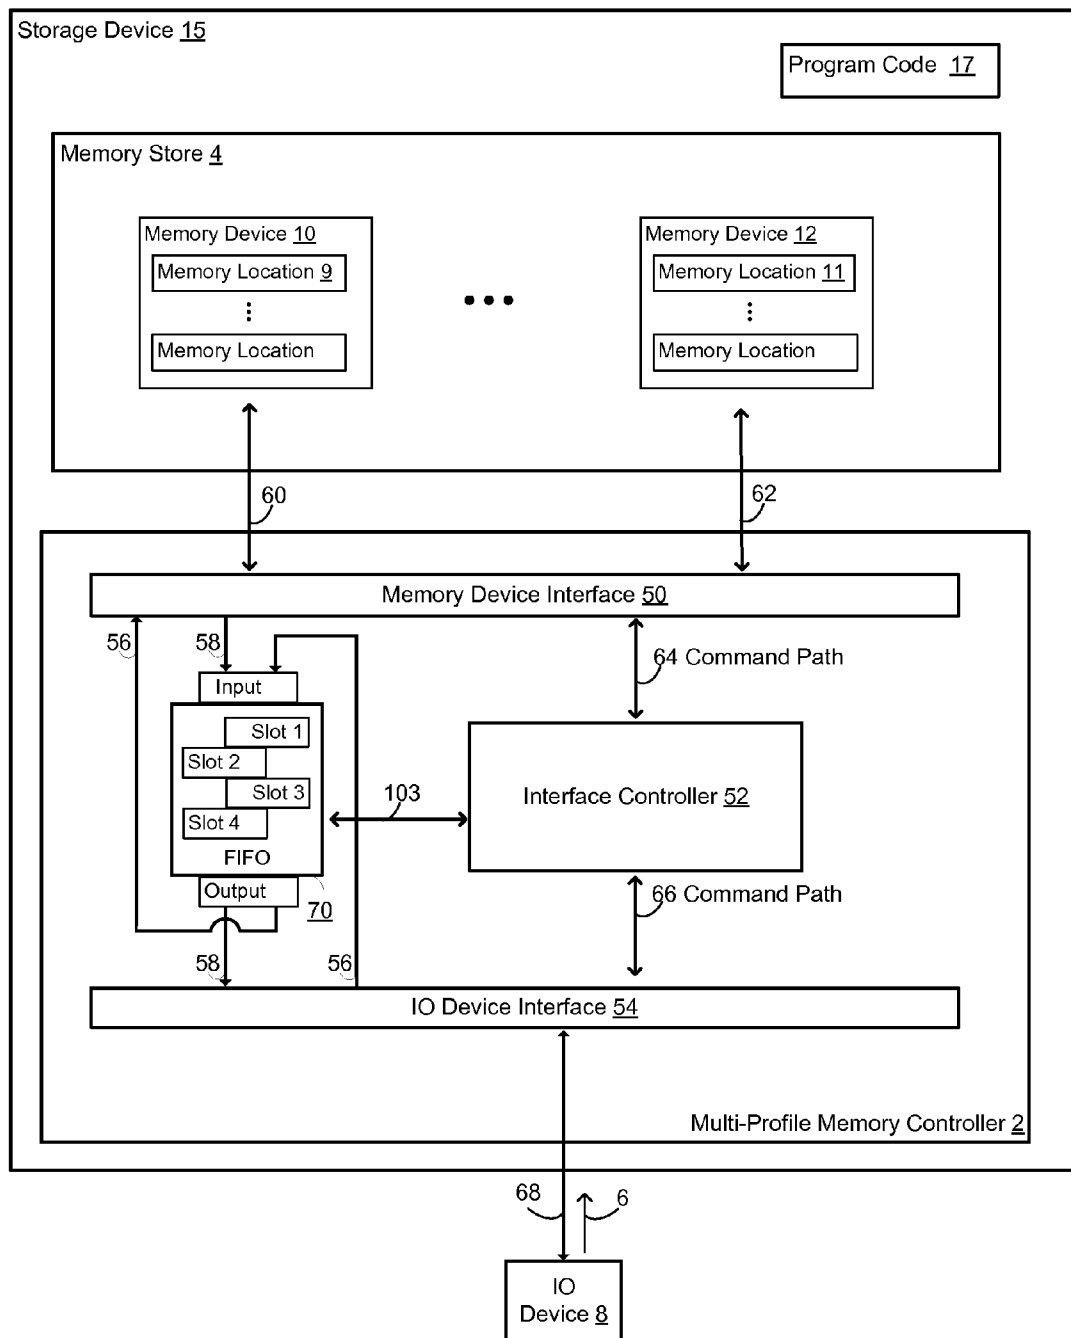 Storage Device 15
Program Code 17
Memory Store 4
Memory Device 10
Memory Location 9
Memory Location
Memory Device 12
Memory Location 11
Memory Location
60
62
Memory Device Interface 50
56
58
64 Command Path
Input
Slot 1
Slot 2
Slot 3
Slot 4
FIFO
Output
70
103
Interface Controller 52
66 Command Path
58
56
IO Device Interface 54
Multi-Profile Memory Controller 2
68
6
IO
Device 8